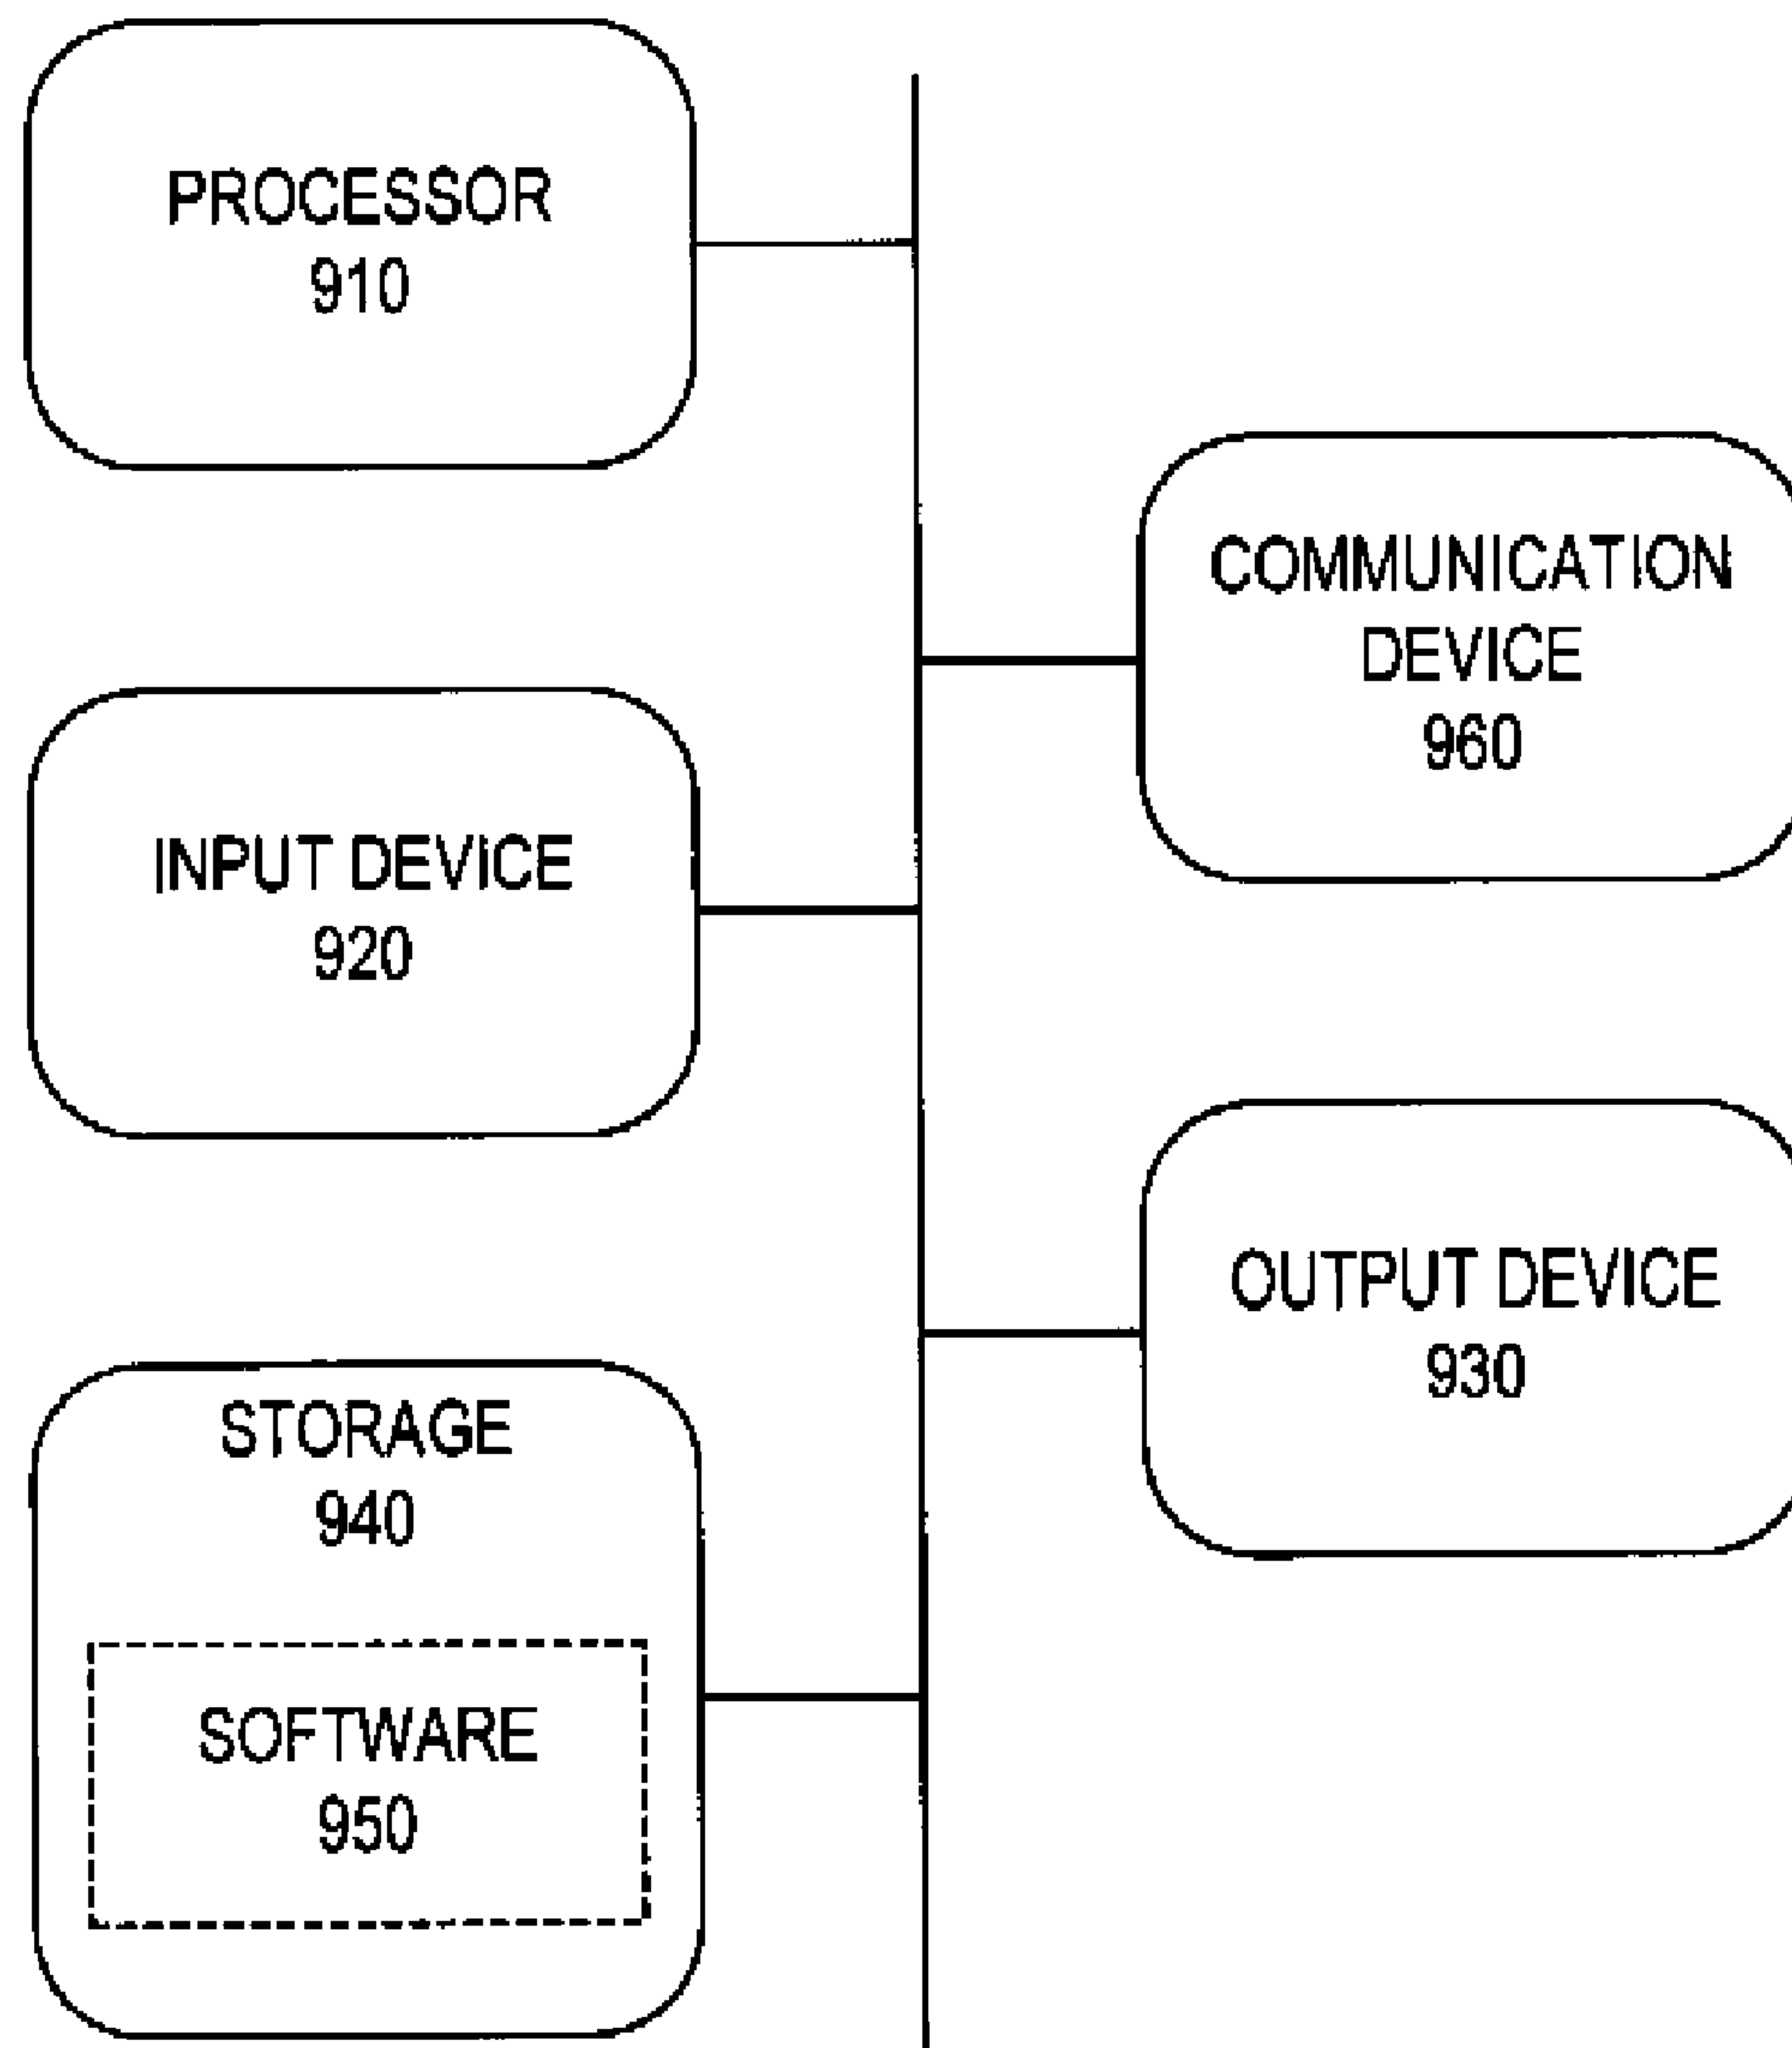 PROCESSOR
910
COMMUNICATION
DEVICE
960
INPUT DEVICE
920
OUTPUT DEVICE
930
STORAGE
940
SOFTWARE
950